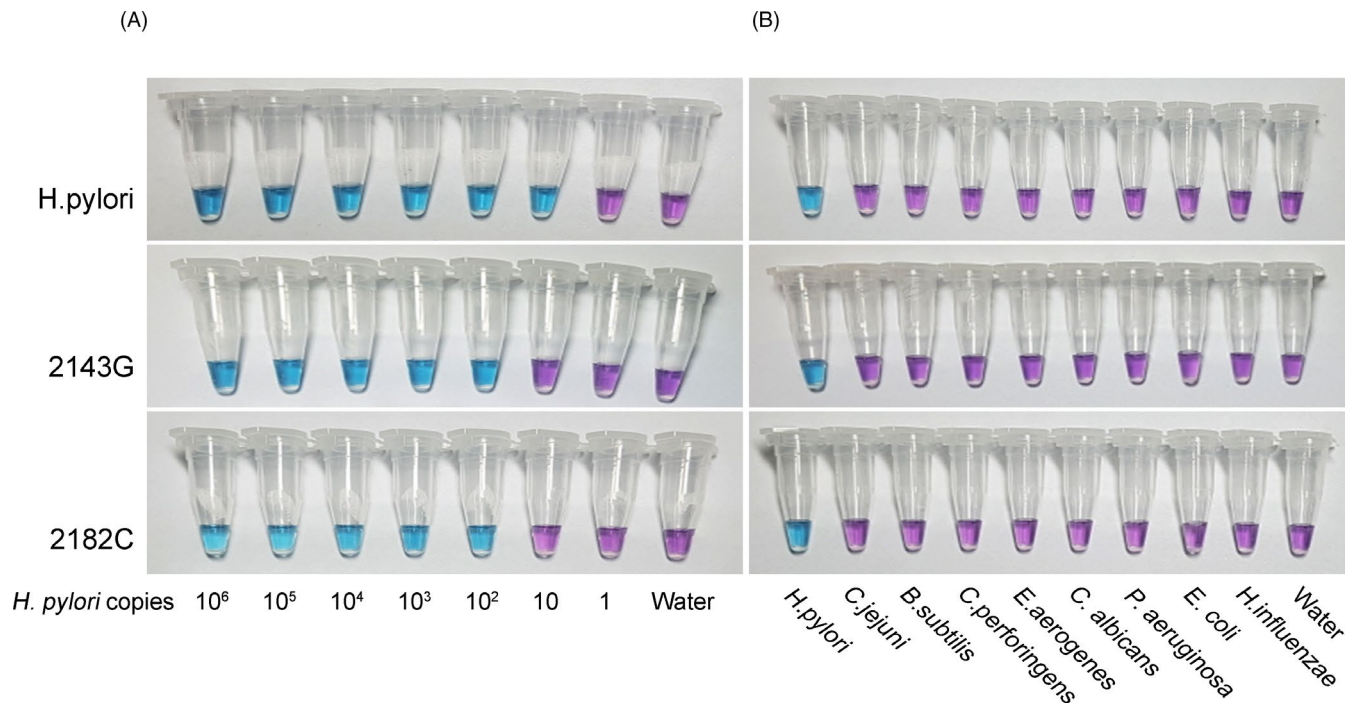 (A)
(B)
H.pylori
2143G
2182C
H. pylori copies 10⁶ 10⁵ 10⁴ 10³ 10² 10 1 Water
H.pylori
C.jejuni
B.subtilis
C.perforingens
E.aerogenes
C. albicans
P. aeruginosa
E. coli
H.influenzae
Water